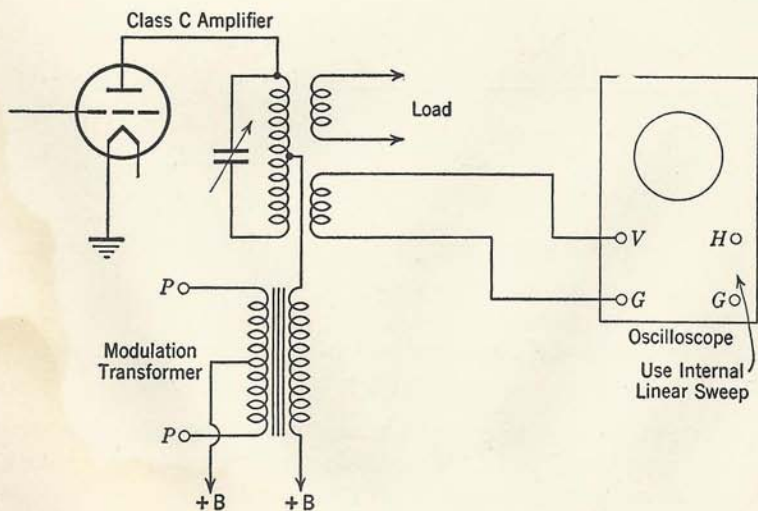 Class C Amplifier
Load
V
H
G
G
Oscilloscope
Use Internal
Linear Sweep
P
Modulation
Transformer
P
+B
+B